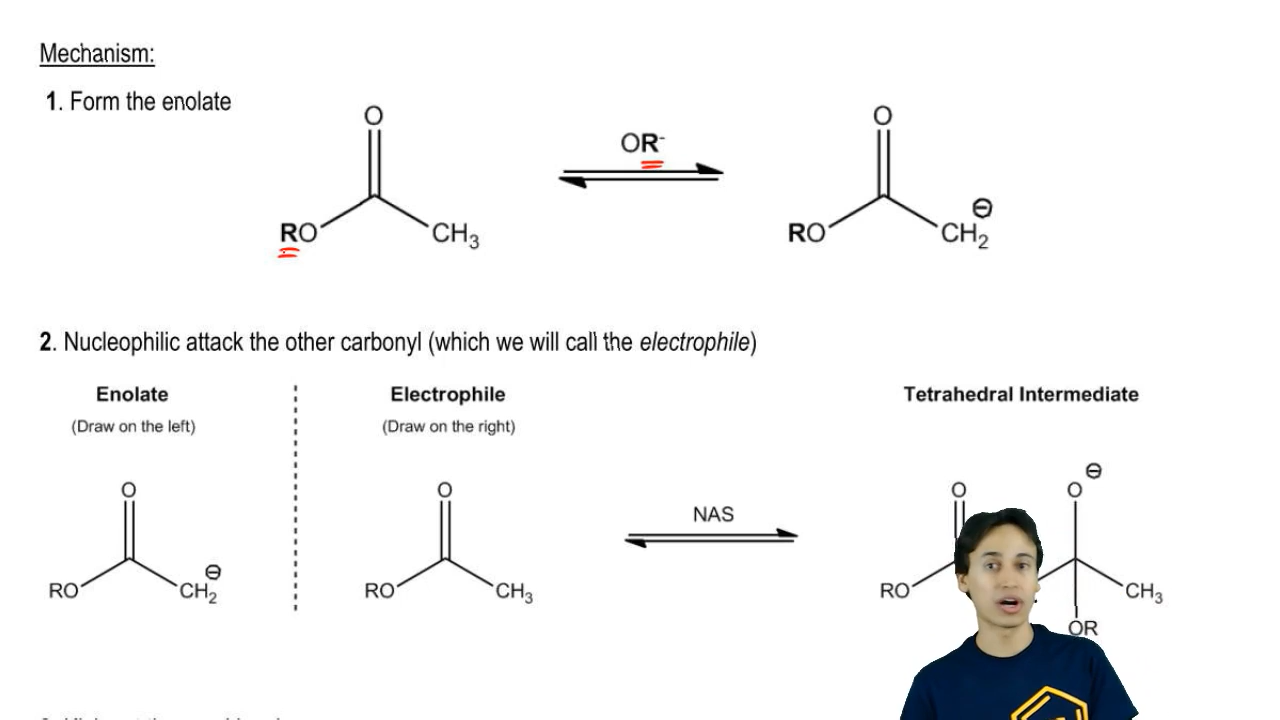 Mechanism:
1. Form the enolate
O
OR-
O
RO
CH3
RO
CH2
⊖
2. Nucleophilic attack the other carbonyl (which we will call the electrophile)
Enolate
Electrophile
Tetrahedral Intermediate
(Draw on the left)
(Draw on the right)
O
⊖
CH2
RO
O
RO
CH3
NAS
O
O
⊖
RO
CH3
OR